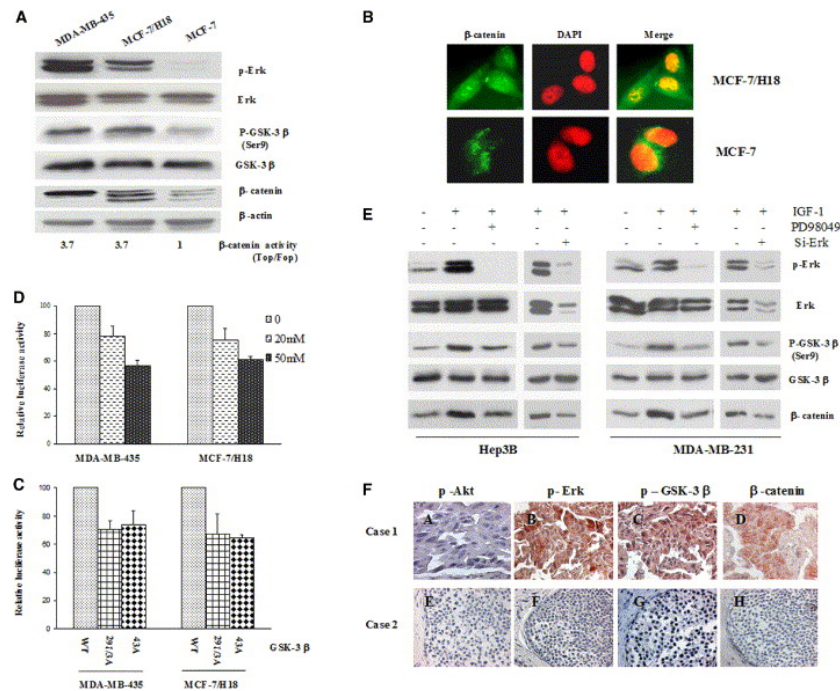 A
MDA-MB-435 MCF-7/H18 MCF-7
p-Erk
Erk
P-GSK-3 β
(Ser9)
GSK-3 β
β- catenin
β -actin
3.7 3.7 1 β-catenin activity
(Top/Fop)
B
β-catenin DAPI Merge
MCF-7/H18
MCF-7
E
- + + + + - + + + + IGF-1
- - + - - + PD98049
- + - + Si-Erk
p-Erk
Erk
P-GSK-3 β
(Ser9)
GSK-3 β
β- catenin
Hep3B MDA-MB-231
D
Relative luciferase activity
100
80
60
40
20
0
0
20mM
50mM
MDA-MB-435 MCF-7/H18
C
Relative luciferase activity
100
80
60
40
20
0
WT 291/3A 43A WT 291/3A 43A GSK-3 β
MDA-MB-435 MCF-7/H18
F
p -Akt p- Erk p – GSK-3 β β-catenin
Case 1 A B C D
Case 2 E F G H